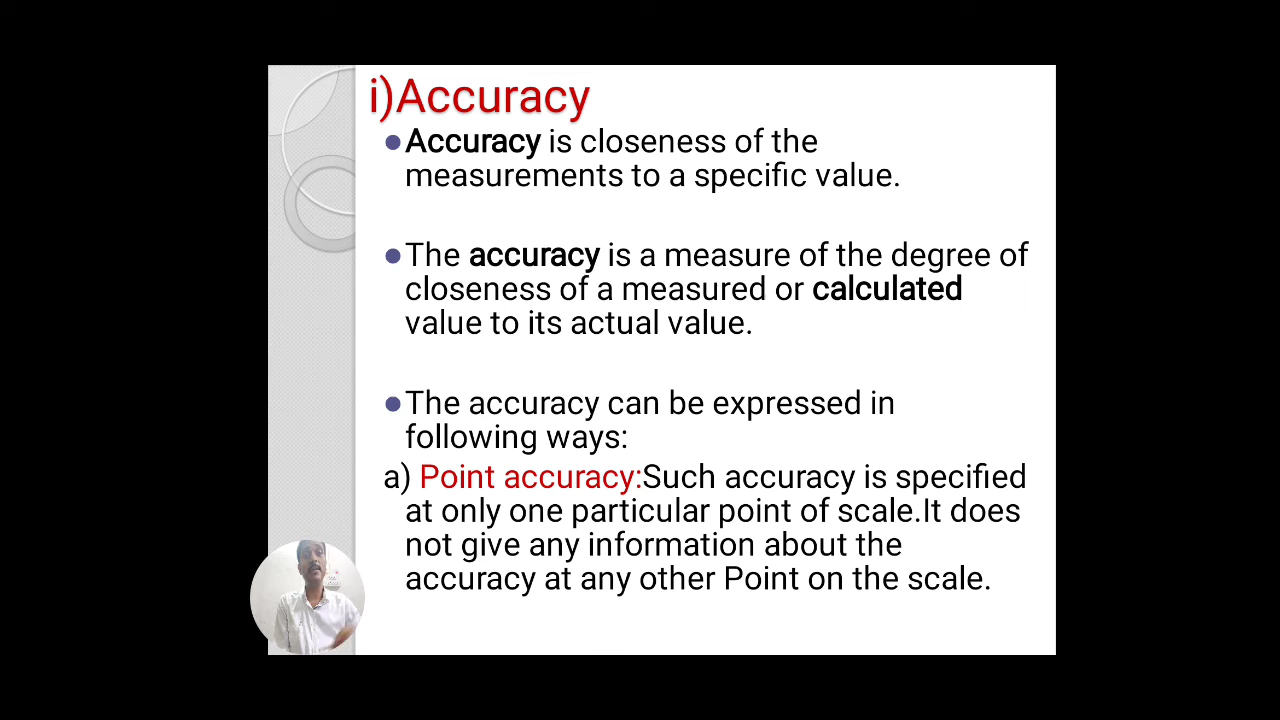 i)Accuracy
Accuracy is closeness of the
measurements to a specific value.
The accuracy is a measure of the degree of
closeness of a measured or calculated
value to its actual value.
The accuracy can be expressed in
following ways:
a) Point accuracy:Such accuracy is specified
at only one particular point of scale.It does
not give any information about the
accuracy at any other Point on the scale.